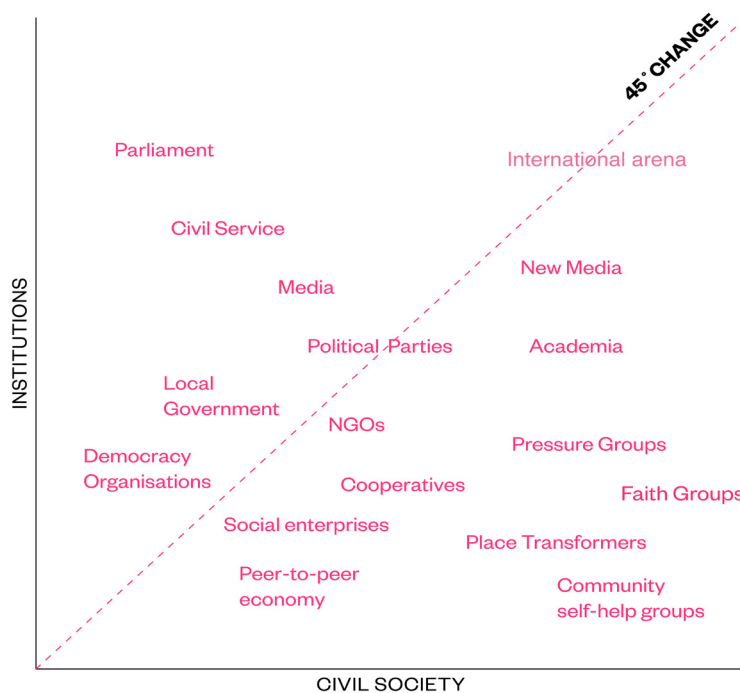 45° CHANGE
Parliament
International arena
Civil Service
New Media
Media
Political Parties
Academia
Local
Government
NGOs
Pressure Groups
Democracy
Organisations
Cooperatives
Faith Groups
Social enterprises
Place Transformers
Peer-to-peer
economy
Community
self-help groups
INSTITUTIONS
CIVIL SOCIETY